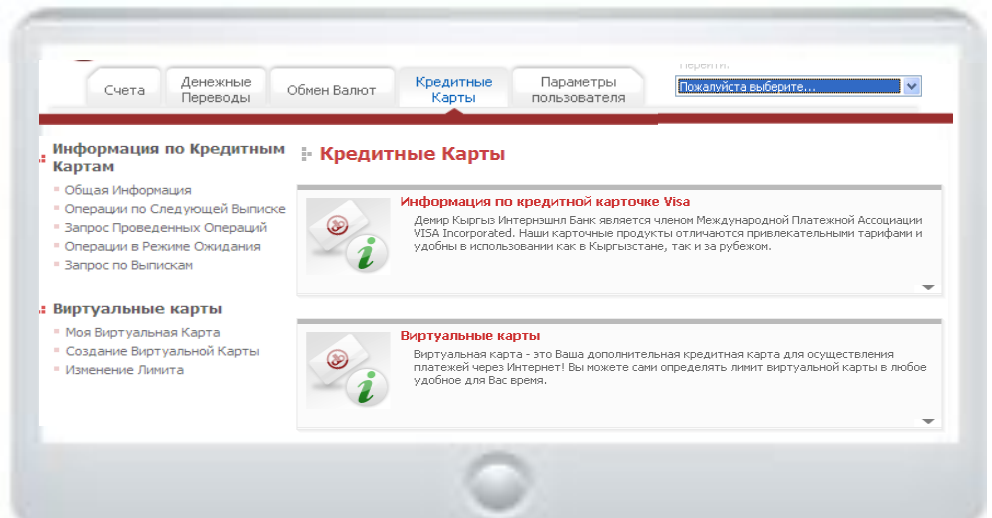 Перейти:
Счета
Денежные
Переводы
Обмен Валют
Кредитные
Карты
Параметры
пользователя
Пожалуйста выберите...
Информация по Кредитным
Картам
Общая Информация
Операции по Следующей Выписке
Запрос Проведенных Операций
Операции в Режиме Ожидания
Запрос по Выпискам
Виртуальные карты
Моя Виртуальная Карта
Создание Виртуальной Карты
Изменение Лимита
Кредитные Карты
Информация по кредитной карточке Visa
Демир Кыргыз Интернэшнл Банк является членом Международной Платежной Ассоциации
VISA Incorporated. Наши карточные продукты отличаются привлекательными тарифами и
удобны в использовании как в Кыргызстане, так и за рубежом.
Виртуальные карты
Виртуальная карта - это Ваша дополнительная кредитная карта для осуществления
платежей через Интернет! Вы можете сами определять лимит виртуальной карты в любое
удобное для Вас время.